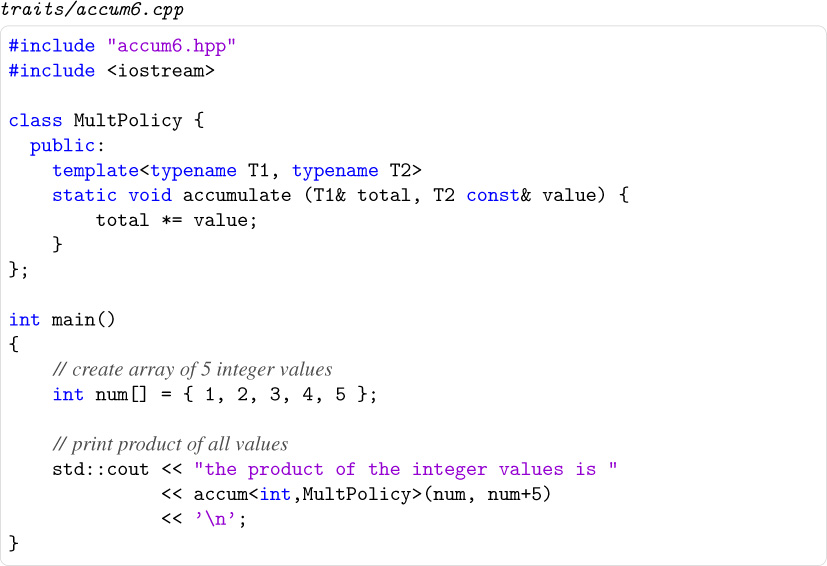 traits/accum6.cpp
#include "accum6.hpp"
#include <iostream>

class MultPolicy {
  public:
    template<typename T1, typename T2>
    static void accumulate (T1& total, T2 const& value) {
        total *= value;
    }
};

int main()
{
    // create array of 5 integer values
    int num[] = { 1, 2, 3, 4, 5 };

    // print product of all values
    std::cout << "the product of the integer values is "
              << accum<int,MultPolicy>(num, num+5)
              << ’\n’;
}